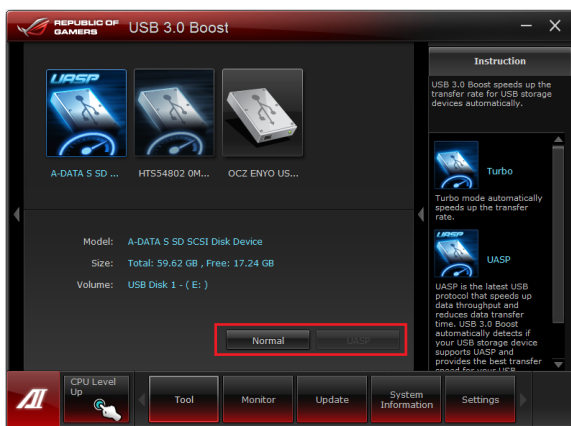 REPUBLIC OF
GAMERS
USB 3.0 Boost
Instruction
USB 3.0 Boost speeds up the
transfer rate for USB storage
devices automatically.
UASP
A-DATA S SD ...
HTS54802 0M...
OCZ ENYO US...
Turbo
Turbo mode automatically
speeds up the transfer
rate.
UASP
UASP
UASP is the latest USB
protocol that speeds up
data throughput and
reduces data transfer
time. USB 3.0 Boost
automatically detects if
your USB storage device
supports UASP and
provides the best transfer
speed for your USB
Model: A-DATA S SD SCSI Disk Device
Size: Total: 59.62 GB , Free: 17.24 GB
Volume: USB Disk 1 - ( E: )
Normal
UASP
CPU Level
Up
Tool
Monitor
Update
System
Information
Settings